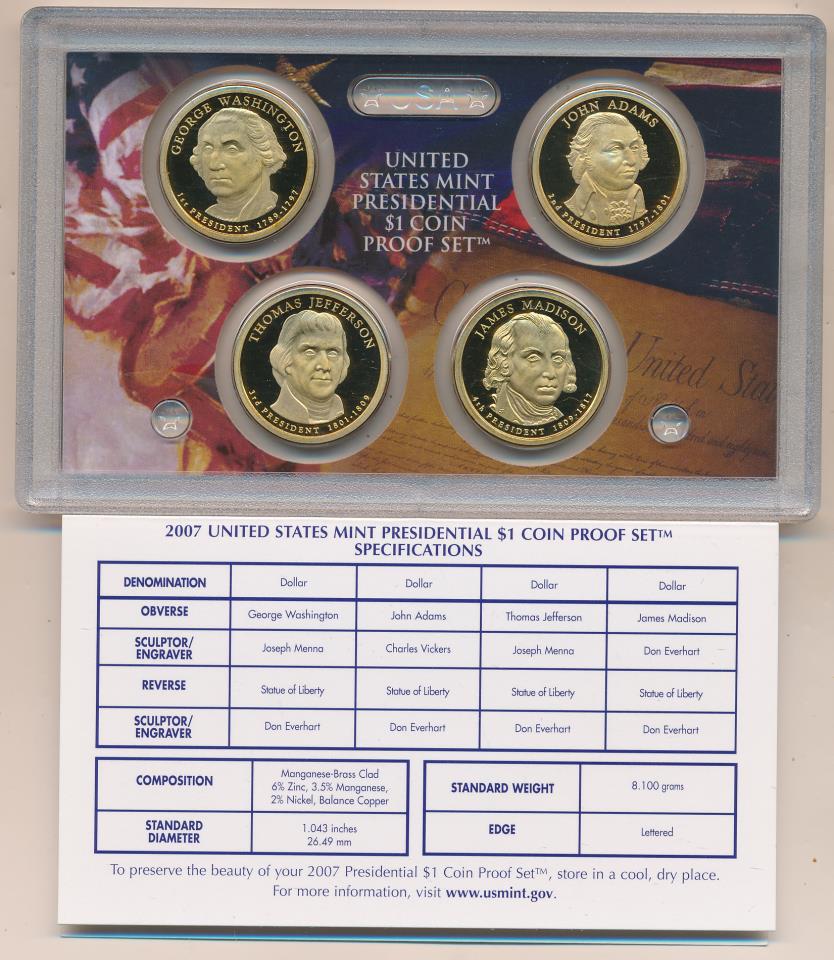 USA
UNITED
STATES MINT
PRESIDENTIAL
$1 COIN
PROOF SET™
GEORGE WASHINGTON
1st PRESIDENT 1789-1797
JOHN ADAMS
2nd PRESIDENT 1797-1801
THOMAS JEFFERSON
3rd PRESIDENT 1801-1809
JAMES MADISON
4th PRESIDENT 1809-1817
United Sta
2007 UNITED STATES MINT PRESIDENTIAL $1 COIN PROOF SET™
SPECIFICATIONS
DENOMINATION Dollar Dollar Dollar Dollar
OBVERSE George Washington John Adams Thomas Jefferson James Madison
SCULPTOR/
ENGRAVER Joseph Menna Charles Vickers Joseph Menna Don Everhart
REVERSE Statue of Liberty Statue of Liberty Statue of Liberty Statue of Liberty
SCULPTOR/
ENGRAVER Don Everhart Don Everhart Don Everhart Don Everhart
COMPOSITION Manganese-Brass Clad
6% Zinc, 3.5% Manganese,
2% Nickel, Balance Copper
STANDARD
DIAMETER 1.043 inches
26.49 mm
STANDARD WEIGHT 8.100 grams
EDGE Lettered
To preserve the beauty of your 2007 Presidential $1 Coin Proof Set™, store in a cool, dry place.
For more information, visit www.usmint.gov.